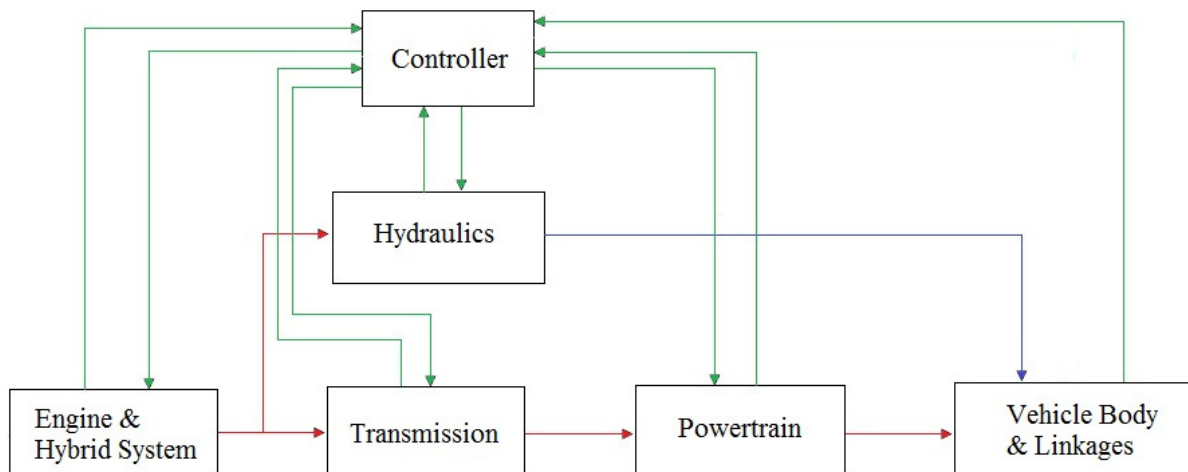 Controller
Hydraulics
Engine &
Hybrid System
Transmission
Powertrain
Vehicle Body
& Linkages